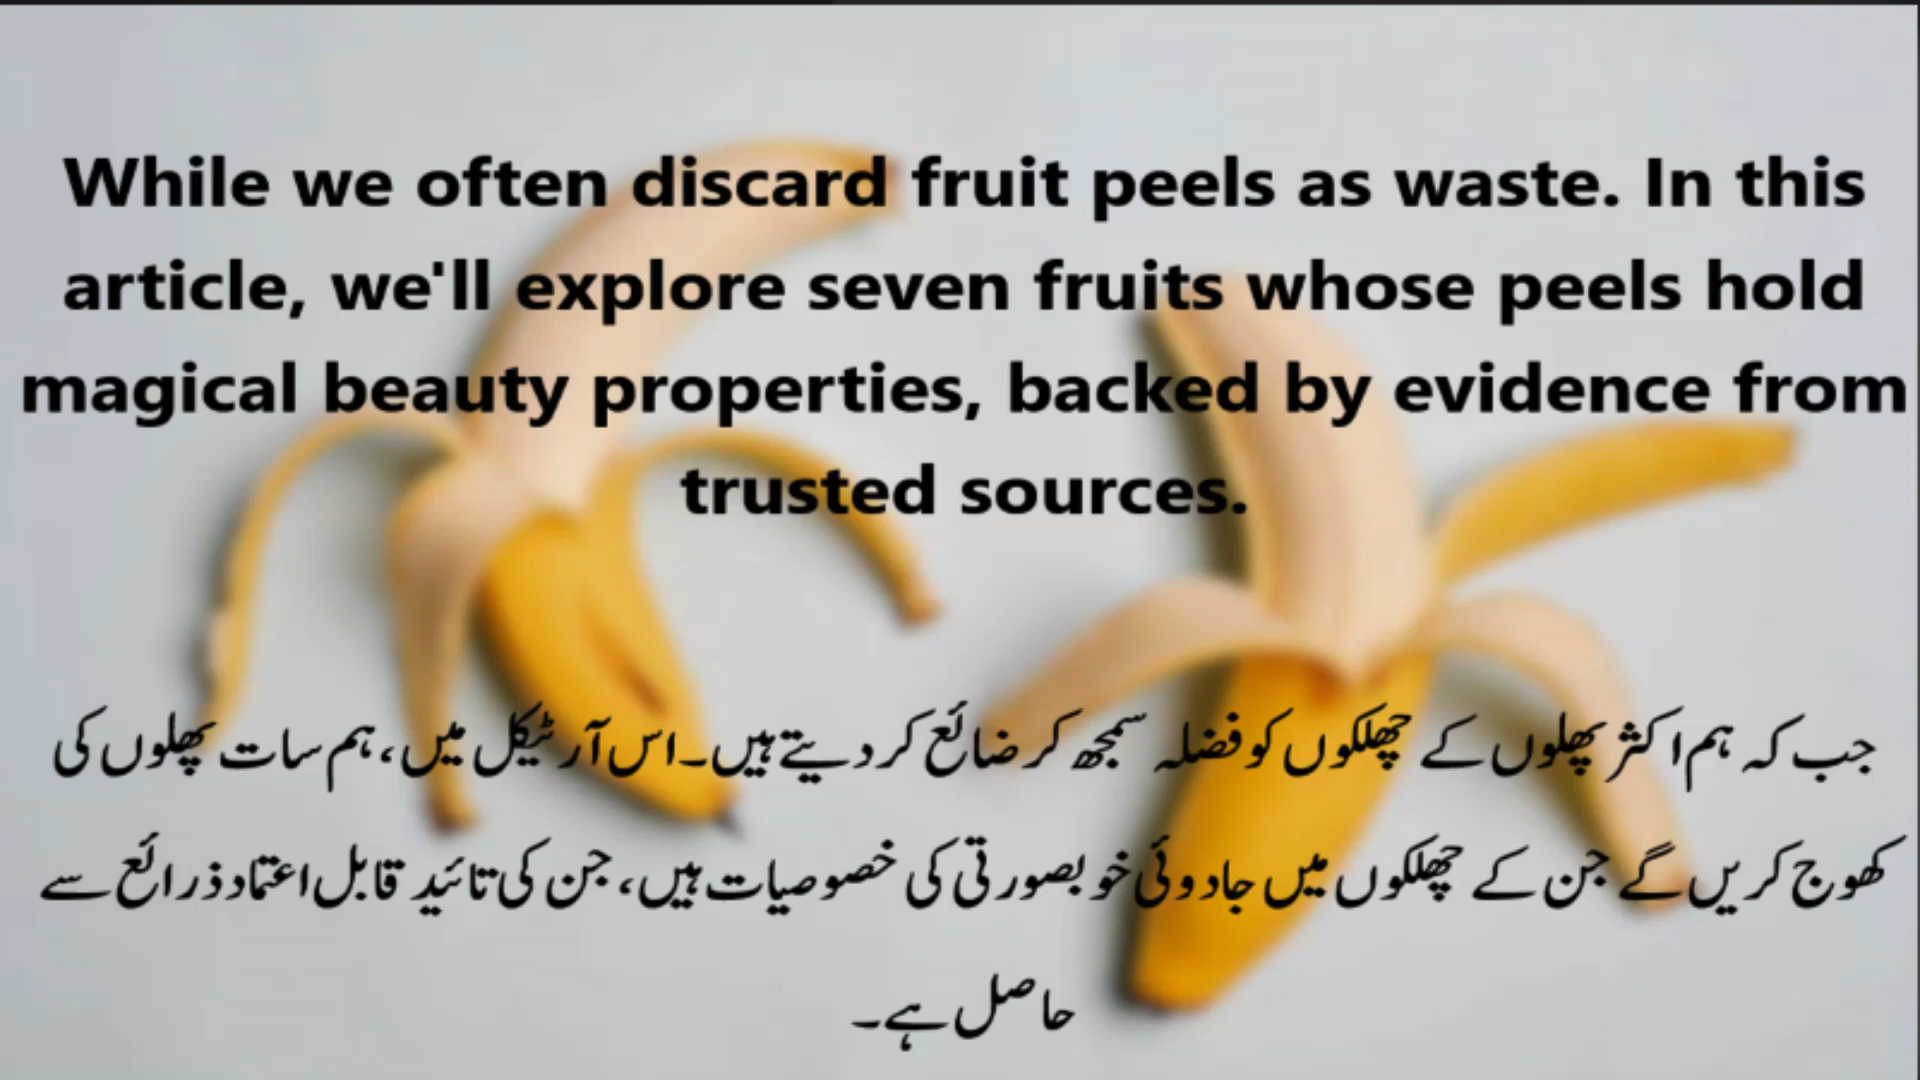 While we often discard fruit peels as waste. In this
article, we'll explore seven fruits whose peels hold
magical beauty properties, backed by evidence from
trusted sources.
جب کہ ہم اکثر پھلوں کے چھلکوں کو فضلہ سمجھ کر ضائع کر دیتے ہیں۔ اس آرٹیکل میں، ہم سات پھلوں کی
کھوج کریں گے جن کے چھلکوں میں جادوئی خوبصورتی کی خصوصیات ہیں، جن کی تائید قابل اعتماد ذرائع سے
حاصل ہے۔